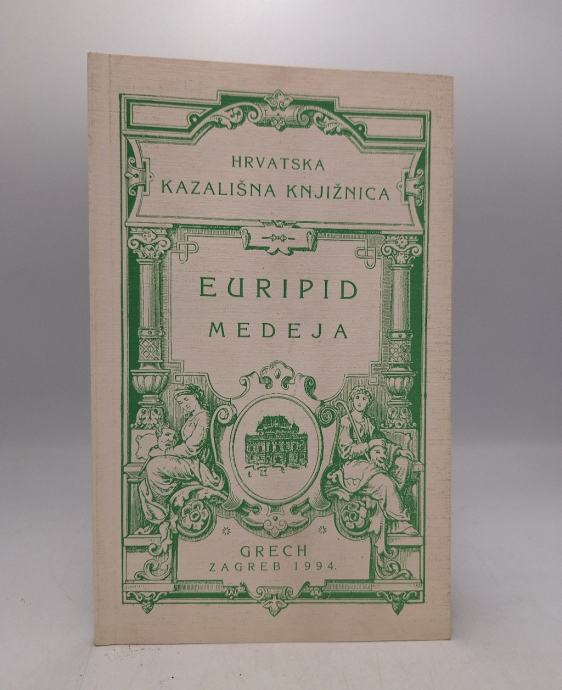 HRVATSKA
KAZALIŠNA KNJIŽNICA
EURIPID
MEDEJA
GRECH
ZAGREB 1994.